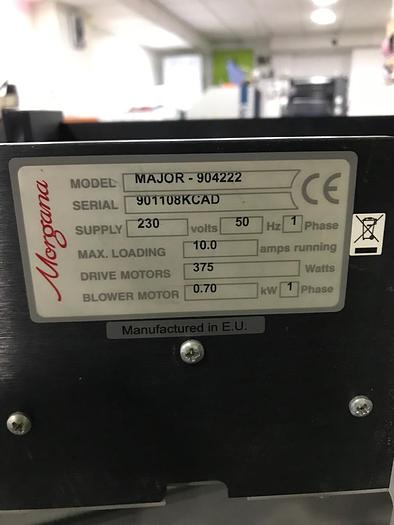 Morgana
MODEL MAJOR - 904222 CE
SERIAL 901108KCAD
SUPPLY 230 volts 50 Hz 1 Phase
MAX. LOADING 10.0 amps running
DRIVE MOTORS 375 Watts
BLOWER MOTOR 0.70 kW 1 Phase
Manufactured in E.U.